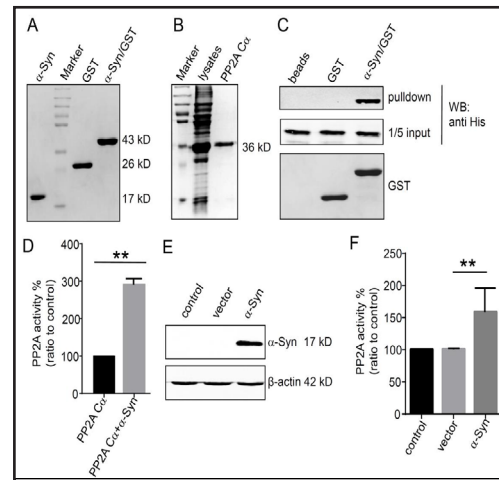 A
α-Syn
Marker
GST
α-Syn/GST
43 kD
26 kD
17 kD
B
Marker
lysates
PP2A Cα
36 kD
C
beads
GST
α-Syn/GST
pulldown
1/5 input
WB:
anti His
GST
D
PP2A activity %
(ratio to control)
400
300
200
100
0
**
PP2A Cα
PP2A Cα+α-Syn
E
control
vector
α-Syn
α-Syn 17 kD
β-actin 42 kD
F
PP2A activity %
(ratio to control)
200
150
100
50
0
**
control
vector
α-Syn